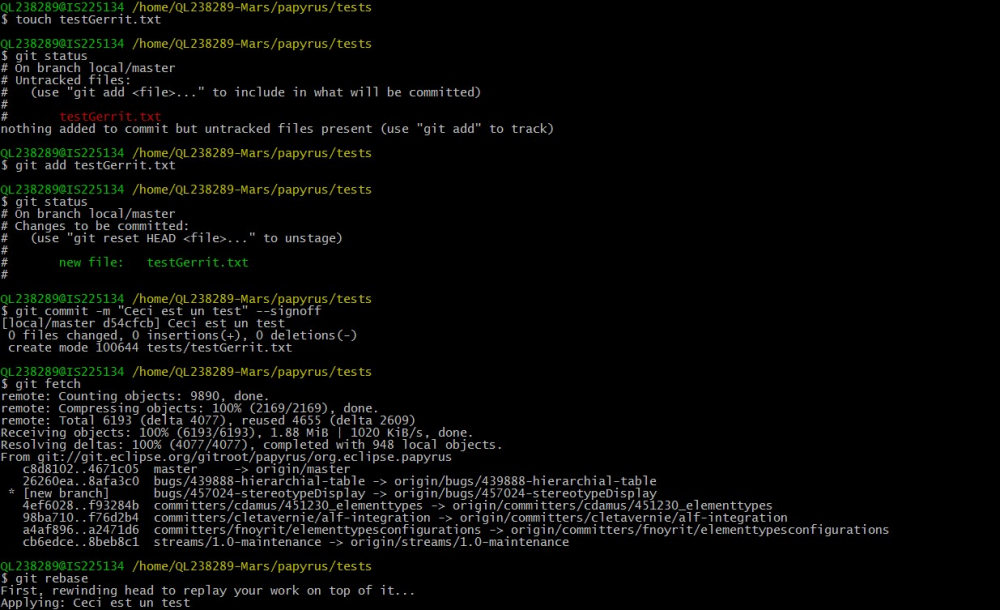 QL238289@IS225134 /home/QL238289-Mars/papyrus/tests
$ touch testGerrit.txt
QL238289@IS225134 /home/QL238289-Mars/papyrus/tests
$ git status
# On branch local/master
# Untracked files:
#   (use "git add <file>..." to include in what will be committed)
#
#       testGerrit.txt
nothing added to commit but untracked files present (use "git add" to track)
QL238289@IS225134 /home/QL238289-Mars/papyrus/tests
$ git add testGerrit.txt
QL238289@IS225134 /home/QL238289-Mars/papyrus/tests
$ git status
# On branch local/master
# Changes to be committed:
#   (use "git reset HEAD <file>..." to unstage)
#
#       new file:   testGerrit.txt
#
QL238289@IS225134 /home/QL238289-Mars/papyrus/tests
$ git commit -m "Ceci est un test" --signoff
[local/master d54cfcb] Ceci est un test
 0 files changed, 0 insertions(+), 0 deletions(-)
 create mode 100644 tests/testGerrit.txt
QL238289@IS225134 /home/QL238289-Mars/papyrus/tests
$ git fetch
remote: Counting objects: 9890, done.
remote: Compressing objects: 100% (2169/2169), done.
remote: Total 6193 (delta 4077), reused 4655 (delta 2609)
Receiving objects: 100% (6193/6193), 1.88 MiB | 1020 KiB/s, done.
Resolving deltas: 100% (4077/4077), completed with 948 local objects.
From git://git.eclipse.org/gitroot/papyrus/org.eclipse.papyrus
   c8d8102..4671c05  master     -> origin/master
   26260ea..8afa3c0  bugs/439888-hierarchial-table -> origin/bugs/439888-hierarchial-table
 * [new branch]      bugs/457024-stereotypeDisplay -> origin/bugs/457024-stereotypeDisplay
   4ef6028..f93284b  committers/cdamus/451230_elementtypes -> origin/committers/cdamus/451230_elementtypes
   98ba710..f76d2b4  committers/cletavernie/alf-integration -> origin/committers/cletavernie/alf-integration
   a4af896..a2471d6  committers/fnoyrit/elementtypesconfigurations -> origin/committers/fnoyrit/elementtypesconfigurations
   cb6edce..8beb8c1  streams/1.0-maintenance -> origin/streams/1.0-maintenance
QL238289@IS225134 /home/QL238289-Mars/papyrus/tests
$ git rebase
First, rewinding head to replay your work on top of it...
Applying: Ceci est un test